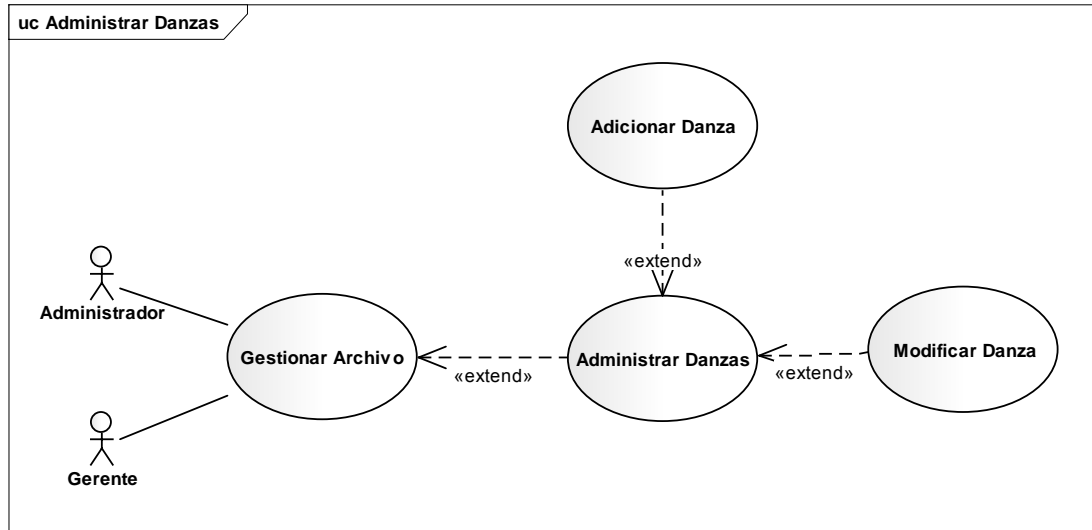 uc Administrar Danzas
Adicionar Danza
«extend»
Administrador
Gestionar Archivo
«extend»
Administrar Danzas
«extend»
Modificar Danza
Gerente